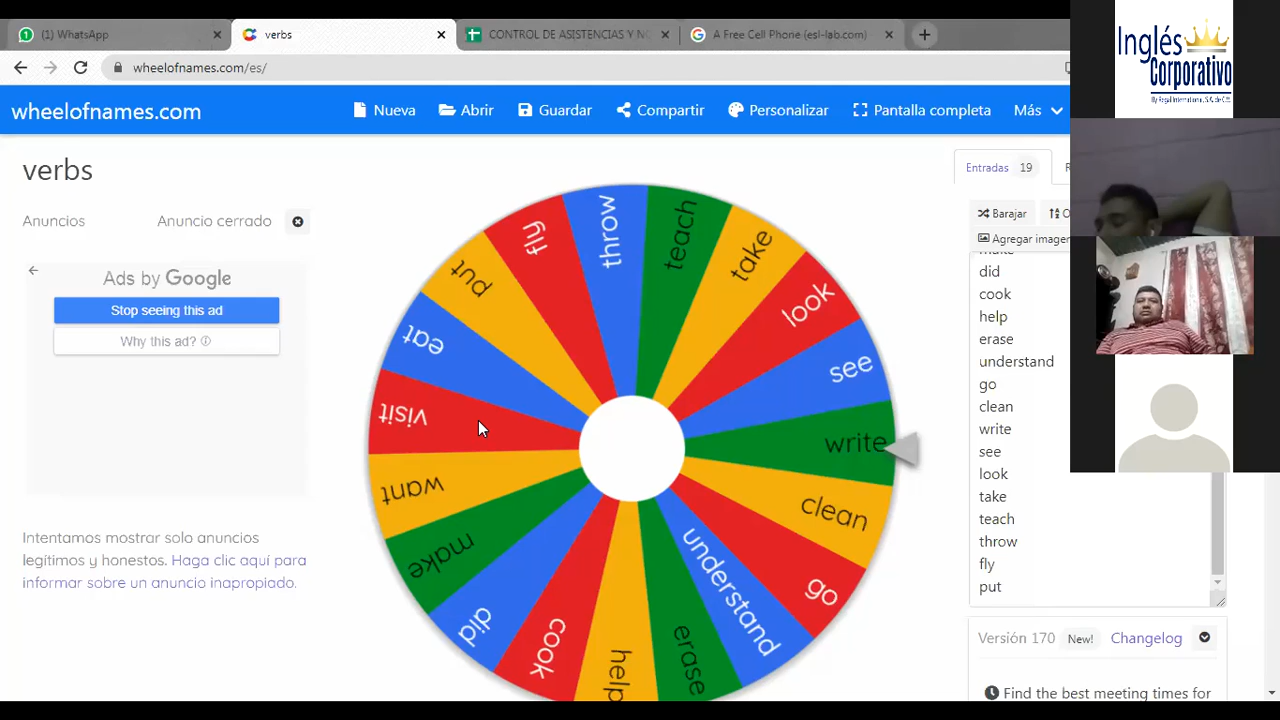 (1) WhatsApp
verbs
CONTROL DE ASISTENCIAS Y NO
A Free Cell Phone (esl-lab.com)
wheelofnames.com/es/
wheelofnames.com
Nueva
Abrir
Guardar
Compartir
Personalizar
Pantalla completa
Más
Inglés
Corporativo
verbs
Anuncios
Anuncio cerrado
Ads by Google
Stop seeing this ad
Why this ad?
Intentamos mostrar solo anuncios
legítimos y honestos. Haga clic aquí para
informar sobre un anuncio inapropiado.
throw
teach
take
look
see
write
clean
go
understand
erase
help
cook
did
make
want
visit
eat
put
fly
Entradas 19
Barajar
Agregar imagen
make
did
cook
help
erase
understand
go
clean
write
see
look
take
teach
throw
fly
put
Versión 170 New! Changelog
Find the best meeting times for